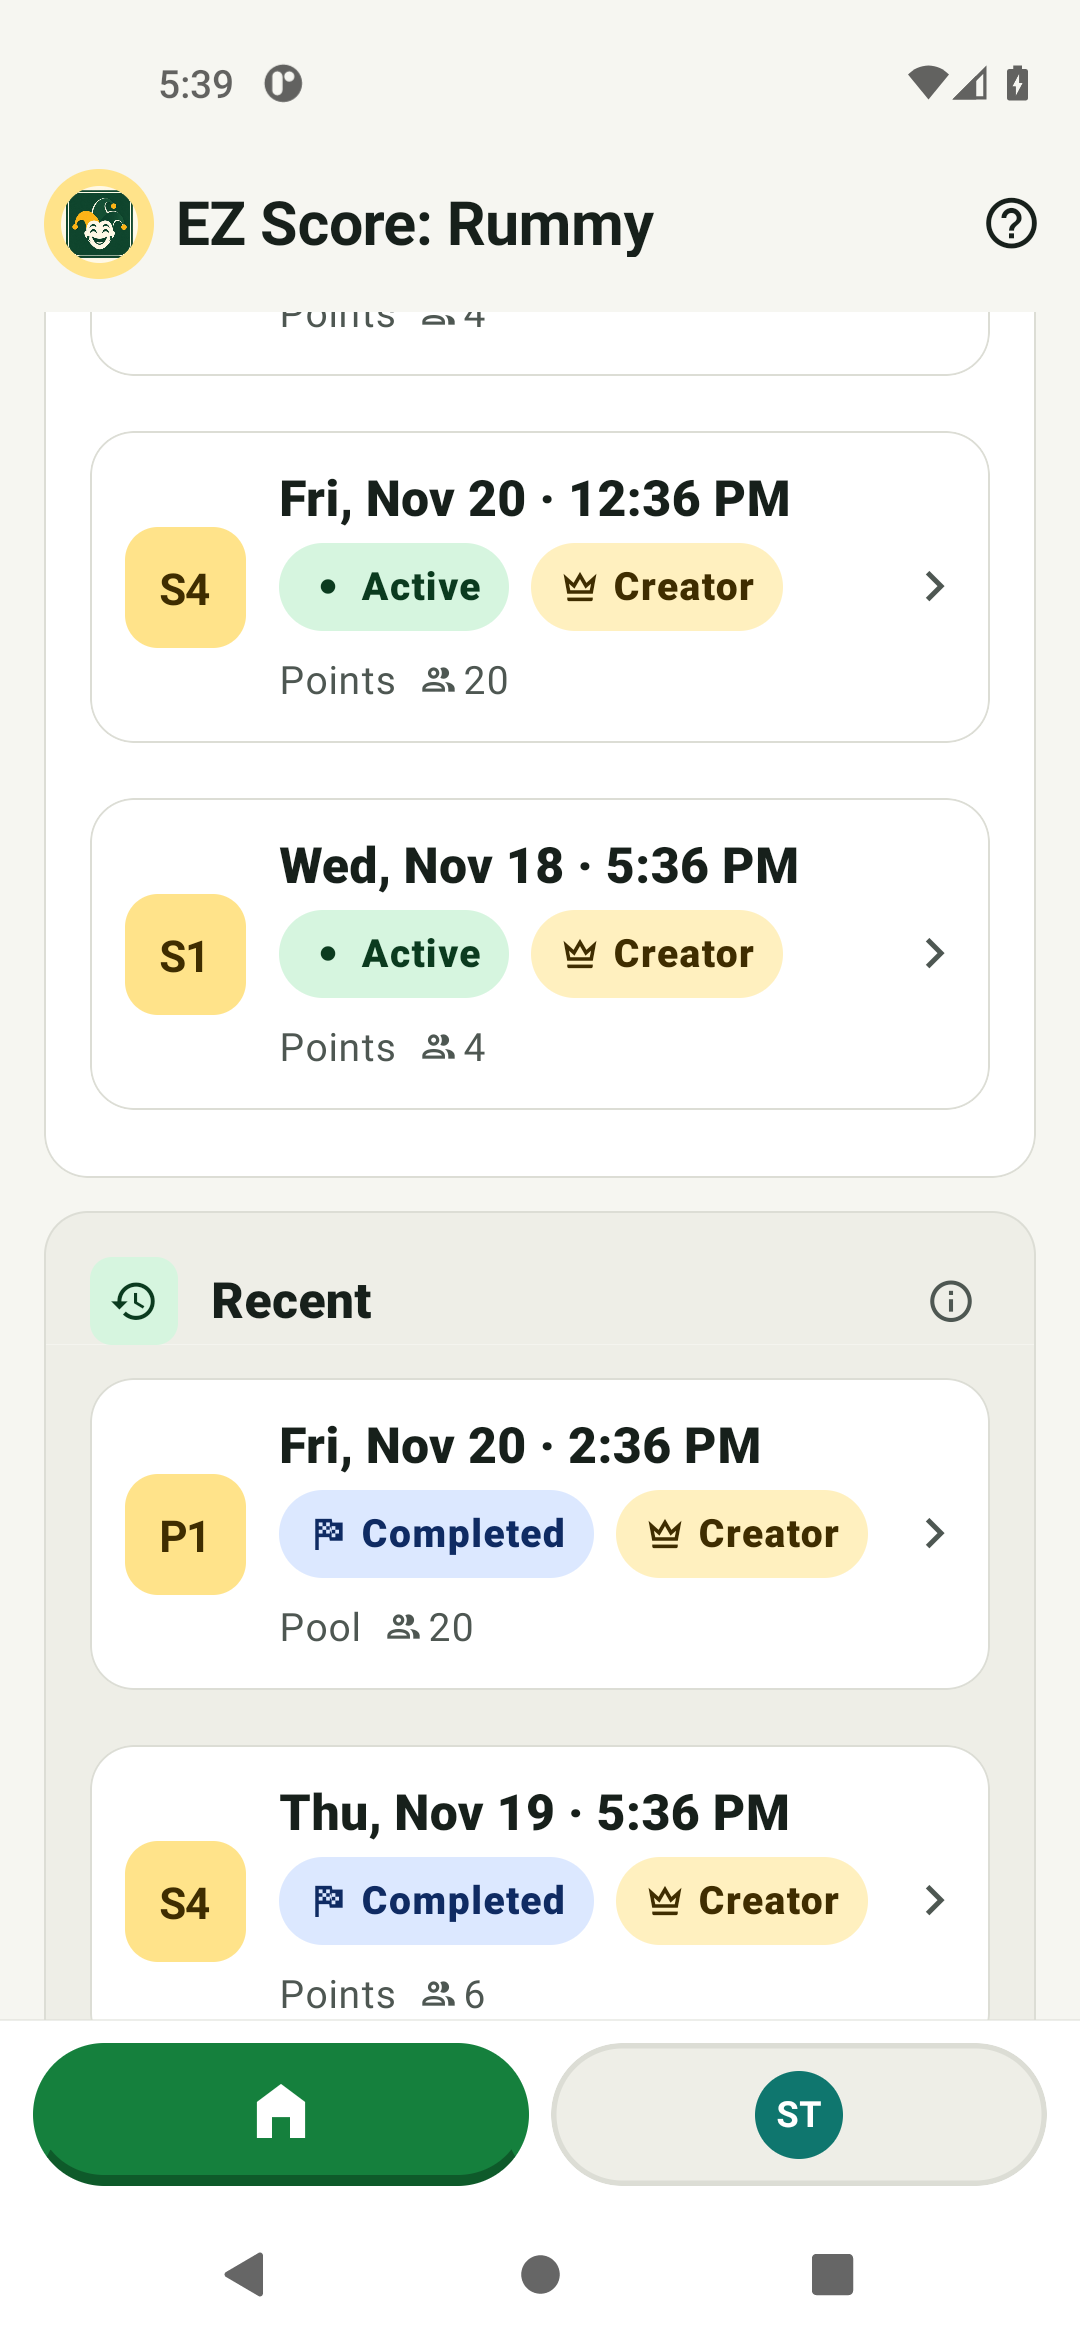 5:39
EZ Score: Rummy
Points 4
Fri, Nov 20 · 12:36 PM
S4
Active
Creator
Points 20
Wed, Nov 18 · 5:36 PM
S1
Active
Creator
Points 4
Recent
Fri, Nov 20 · 2:36 PM
P1
Completed
Creator
Pool 20
Thu, Nov 19 · 5:36 PM
S4
Completed
Creator
Points 6
ST